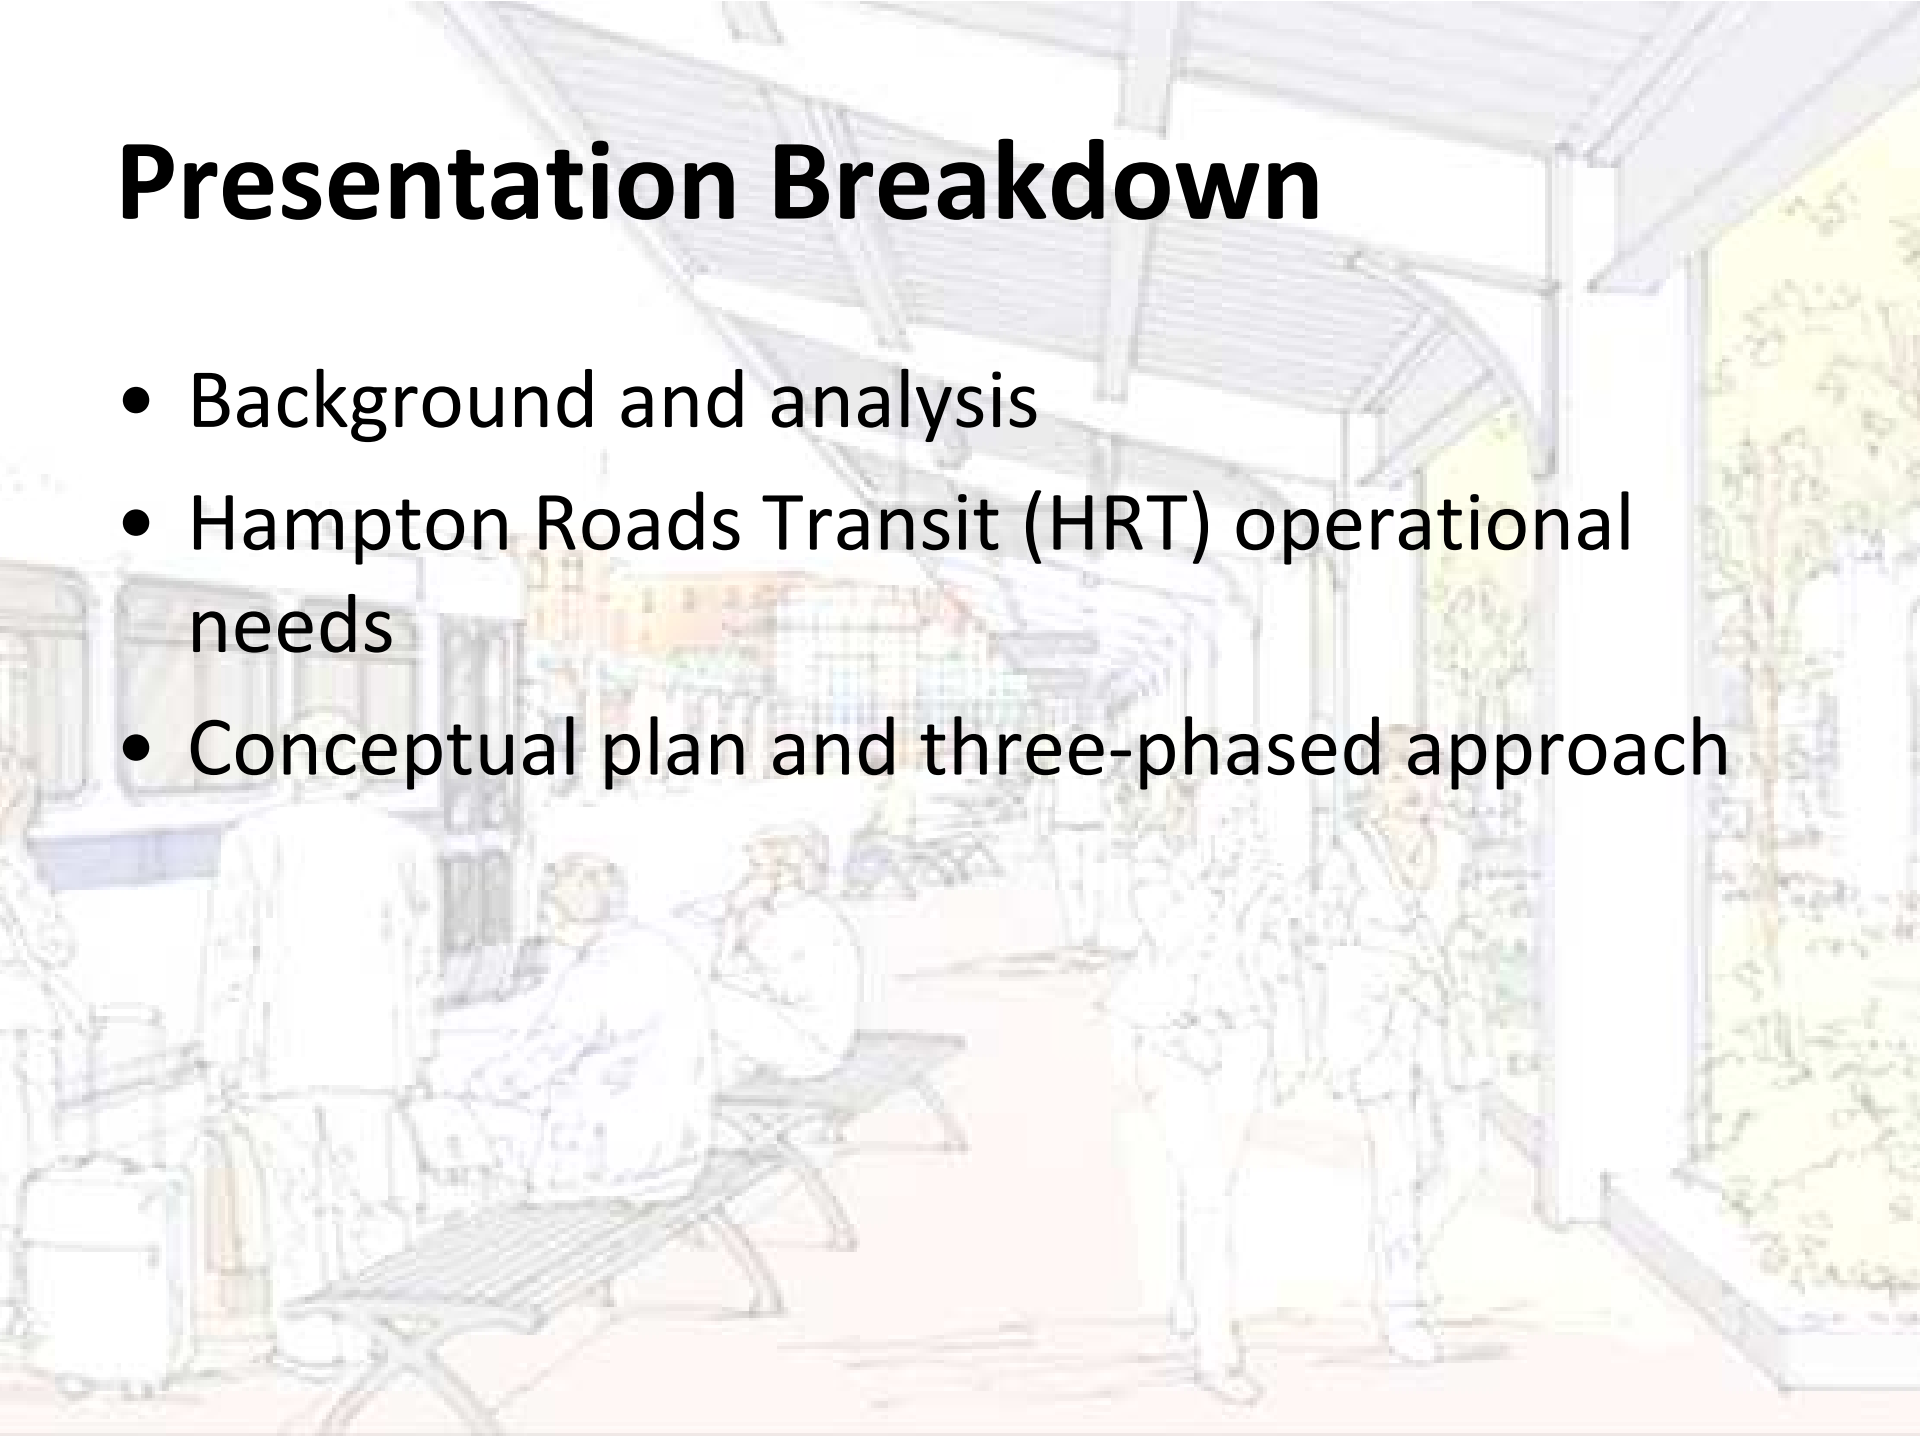 Presentation Breakdown
• Background and analysis
• Hampton Roads Transit (HRT) operational
needs
• Conceptual plan and three-phased approach